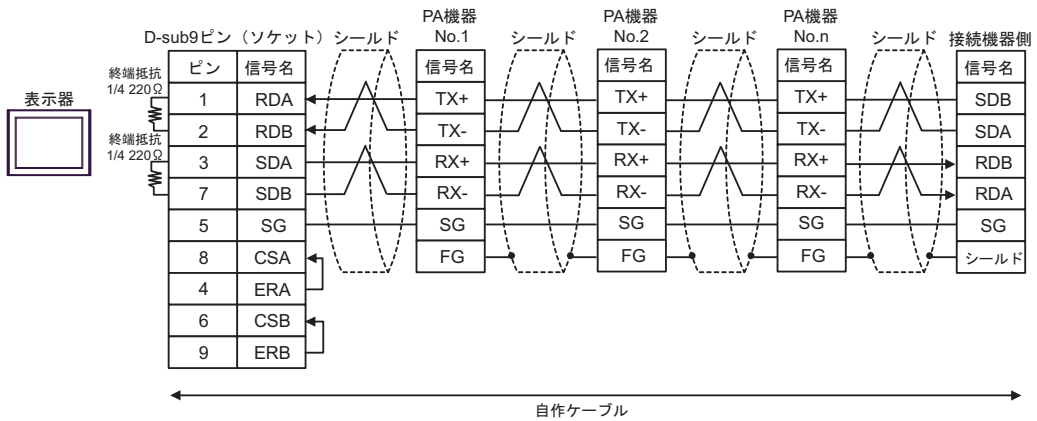 PA機器 PA機器 PA機器
D-sub9ピン（ソケット） シールド No.1 シールド No.2 シールド No.n シールド 接続機器側
表示器
終端抵抗
1/4 220Ω
終端抵抗
1/4 220Ω
ピン 信号名 信号名 信号名 信号名 信号名
1 RDA TX+ TX+ TX+ SDB
2 RDB TX- TX- TX- SDA
3 SDA RX+ RX+ RX+ RDB
7 SDB RX- RX- RX- RDA
5 SG SG SG SG SG
8 CSA FG FG FG シールド
4 ERA
6 CSB
9 ERB
自作ケーブル